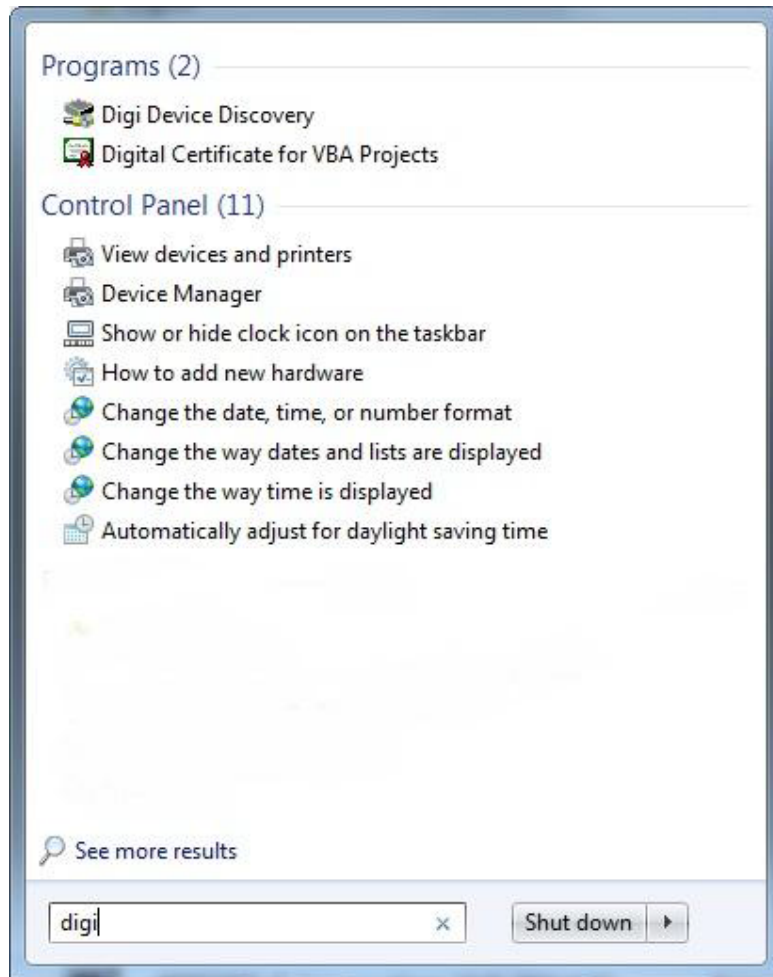 Programs (2)
Digi Device Discovery
Digital Certificate for VBA Projects
Control Panel (11)
View devices and printers
Device Manager
Show or hide clock icon on the taskbar
How to add new hardware
Change the date, time, or number format
Change the way dates and lists are displayed
Change the way time is displayed
Automatically adjust for daylight saving time
See more results
digi
Shut down